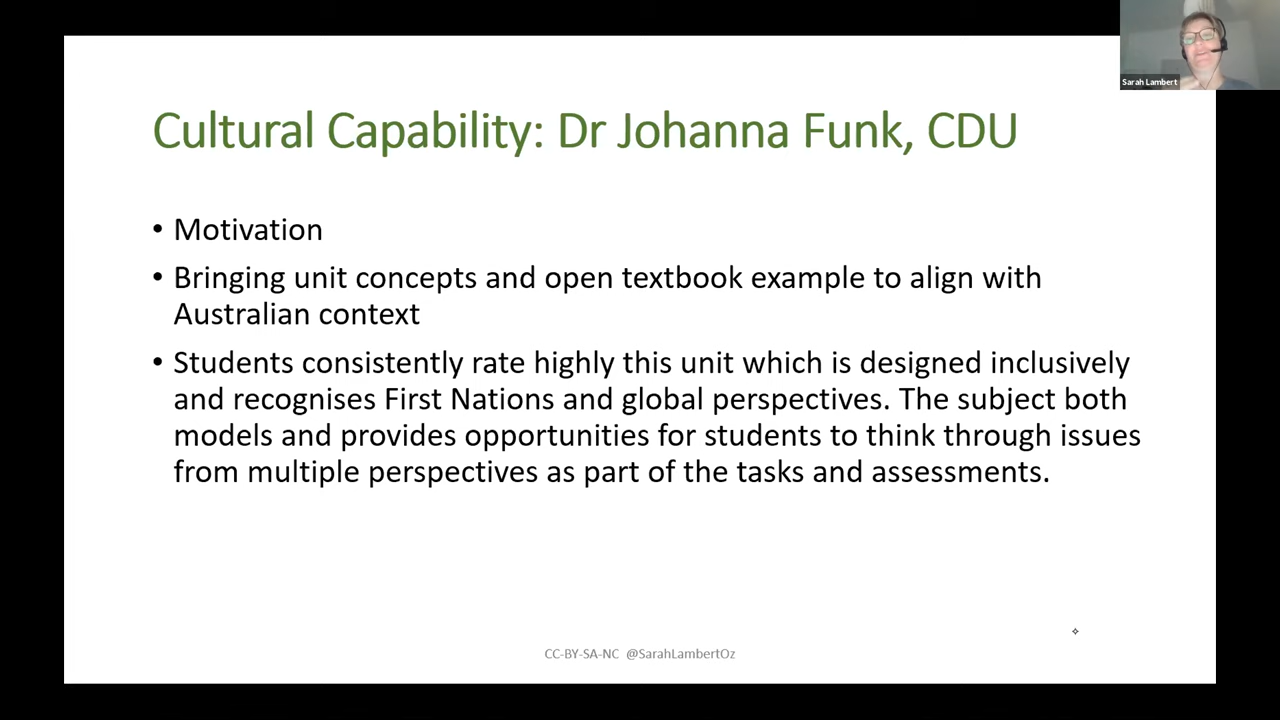 Sarah Lambert
Cultural Capability: Dr Johanna Funk, CDU
• Motivation
• Bringing unit concepts and open textbook example to align with
Australian context
• Students consistently rate highly this unit which is designed inclusively
and recognises First Nations and global perspectives. The subject both
models and provides opportunities for students to think through issues
from multiple perspectives as part of the tasks and assessments.
CC-BY-SA-NC @SarahLambertOz